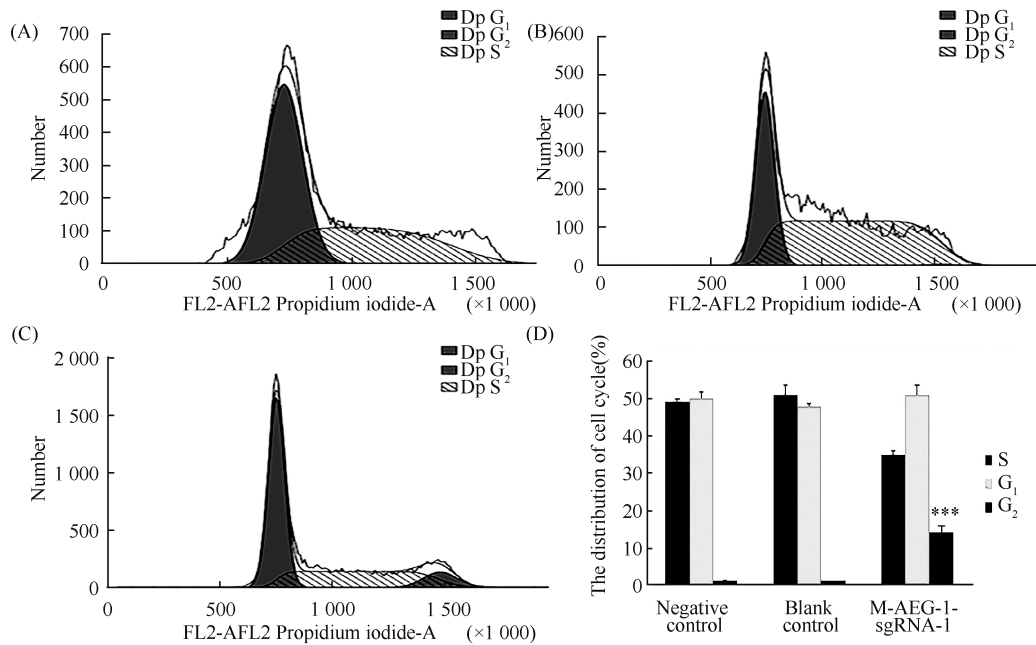 (A)
Dp G1
Dp G2
Dp S
700
600
500
400
300
200
100
0
Number
0
500
1 000
1 500
FL2-AFL2 Propidium iodide-A
(×1 000)
(B)
Dp G1
Dp G2
Dp S
600
500
400
300
200
100
0
Number
0
500
1 000
1 500
FL2-AFL2 Propidium iodide-A
(×1 000)
(C)
Dp G1
Dp G2
Dp S
2 000
1 500
1 000
500
0
Number
0
500
1 000
1 500
FL2-AFL2 Propidium iodide-A
(×1 000)
(D)
The distribution of cell cycle(%)
60
50
40
30
20
10
0
***
S
G1
G2
Negative control
Blank control
M-AEG-1-
sgRNA-1